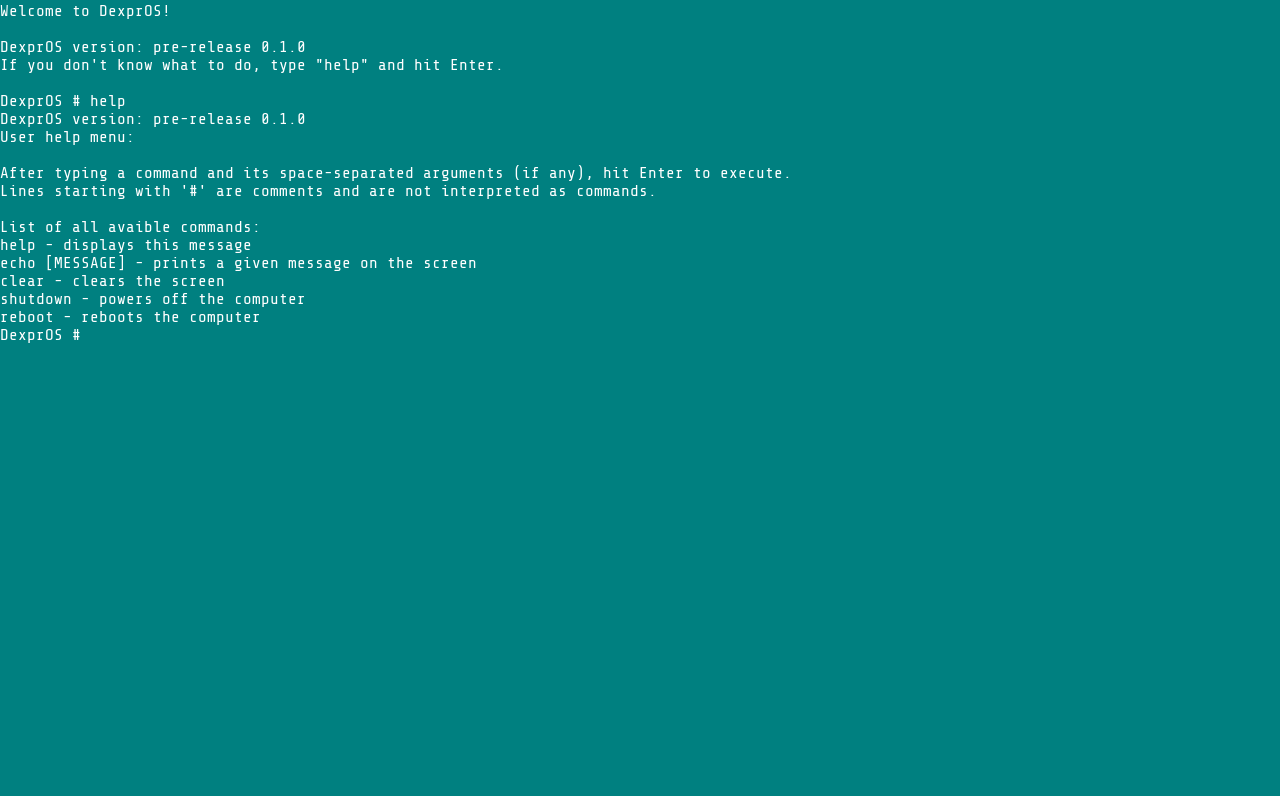 Welcome to DexprOS!
DexprOS version: pre-release 0.1.0
If you don't know what to do, type "help" and hit Enter.
DexprOS # help
DexprOS version: pre-release 0.1.0
User help menu:
After typing a command and its space-separated arguments (if any), hit Enter to execute.
Lines starting with '#' are comments and are not interpreted as commands.
List of all avaible commands:
help - displays this message
echo [MESSAGE] - prints a given message on the screen
clear - clears the screen
shutdown - powers off the computer
reboot - reboots the computer
DexprOS #